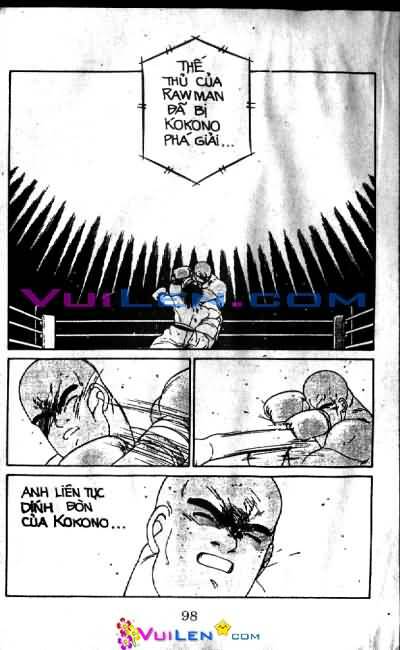 THẾ
THỦ CỦA
RAWMAN
ĐÃ BỊ
KOKONO
PHÁ GIẢI...
VUILEN.COM
ANH LIÊN TỤC
DÍNH ĐÒN
CỦA KOKONO...
98
VUILEN